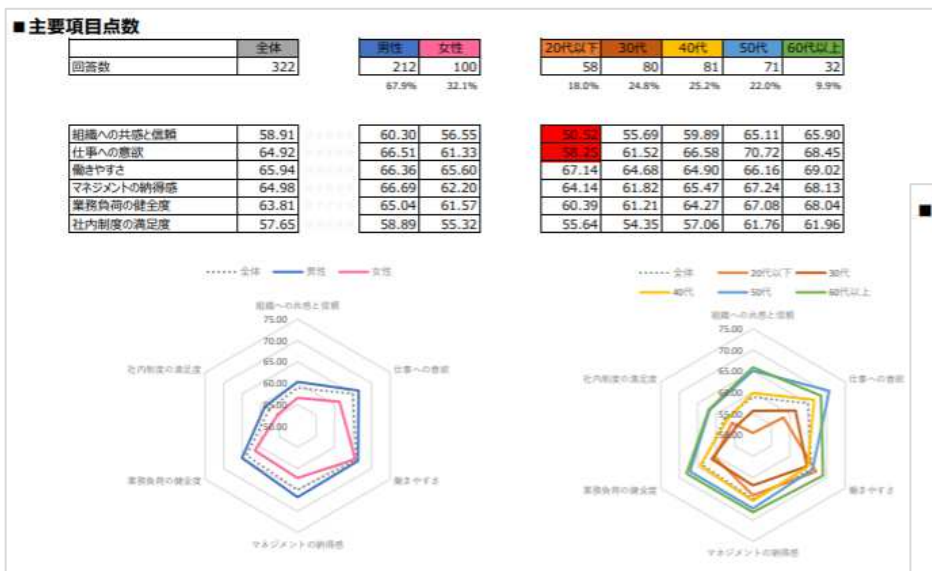 ■主要項目点数
全体 男性 女性 20代以下 30代 40代 50代 60代以上
回答数 322 212 100 58 80 81 71 32
67.9% 32.1% 18.0% 24.8% 25.2% 22.0% 9.9%
組織への共感と信頼 58.91 60.30 56.55 50.52 55.69 59.89 65.11 65.90
仕事への意欲 64.92 66.51 61.33 58.25 61.52 66.58 70.72 68.45
働きやすさ 65.94 66.36 65.60 67.14 64.68 64.90 66.16 69.02
マネジメントの納得感 64.98 66.69 62.20 64.14 61.82 65.47 67.24 68.13
業務負荷の健全度 63.81 65.04 61.57 60.39 61.21 64.27 67.08 68.04
社内制度の満足度 57.65 58.89 55.32 55.64 54.35 57.06 61.76 61.96
■
全体 男性 女性
組織への共感と信頼
75.00
70.00
65.00
60.00
55.00
50.00
仕事への意欲
働きやすさ
マネジメントの納得感
業務負荷の健全度
社内制度の満足度
全体 20代以下 30代
40代 50代 60代以上
組織への共感と信頼
75.00
70.00
65.00
60.00
55.00
50.00
仕事への意欲
働きやすさ
マネジメントの納得感
業務負荷の健全度
社内制度の満足度